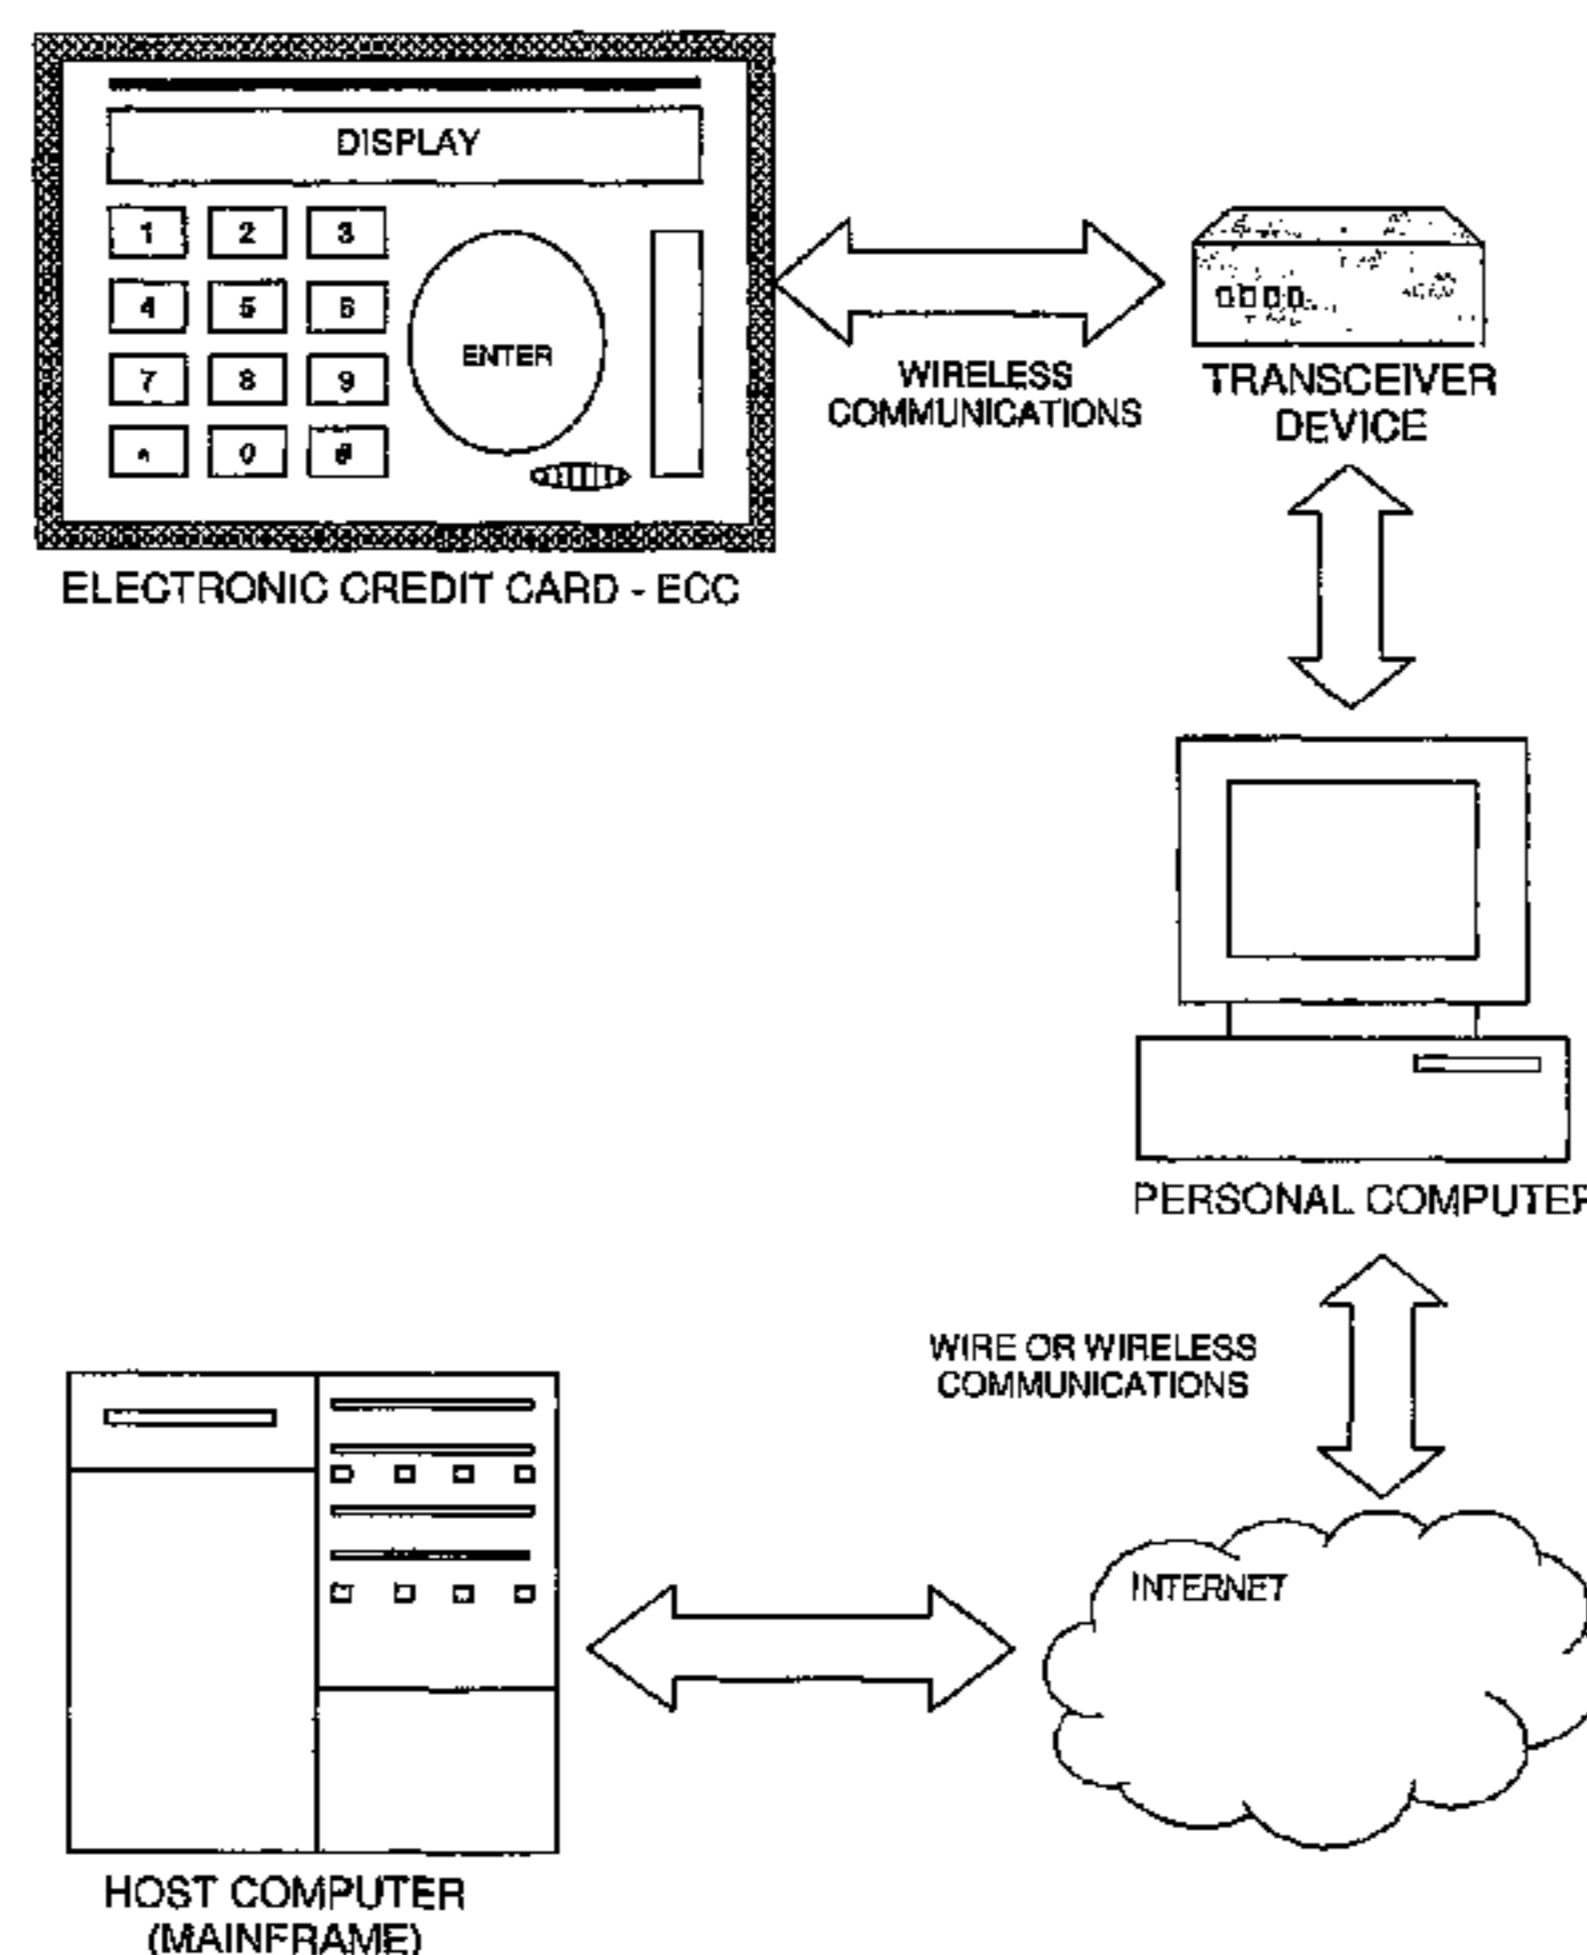 DISPLAY
1 2 3
4 5 6
7 8 9
0
ENTER
ELECTRONIC CREDIT CARD - ECC
WIRELESS
COMMUNICATIONS
TRANSCEIVER
DEVICE
PERSONAL COMPUTER
WIRE OR WIRELESS
COMMUNICATIONS
INTERNET
HOST COMPUTER
(MAINFRAME)